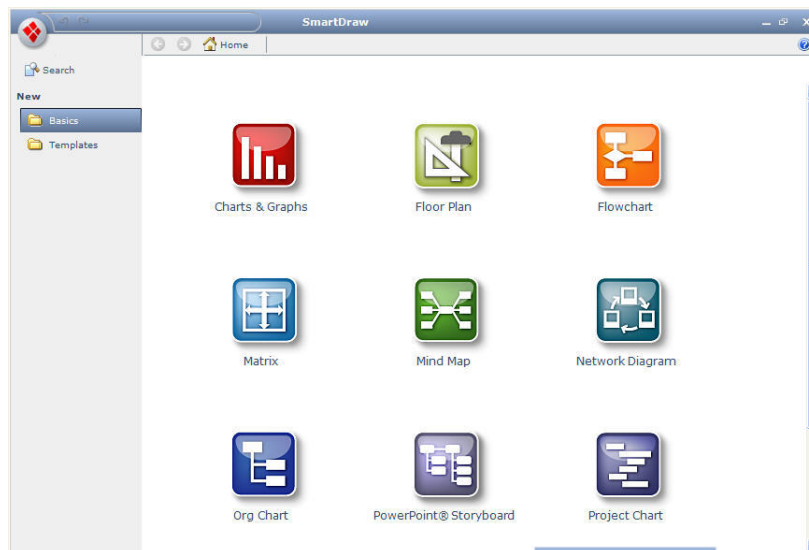 SmartDraw
Home
Search
New
Basics
Templates
Charts & Graphs
Floor Plan
Flowchart
Matrix
Mind Map
Network Diagram
Org Chart
PowerPoint® Storyboard
Project Chart